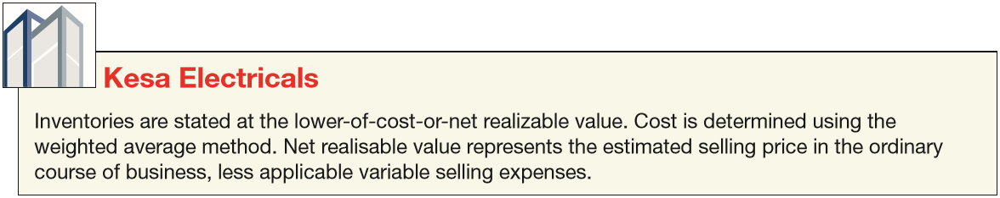 Kesa Electricals
Inventories are stated at the lower-of-cost-or-net realizable value. Cost is determined using the
weighted average method. Net realisable value represents the estimated selling price in the ordinary
course of business, less applicable variable selling expenses.